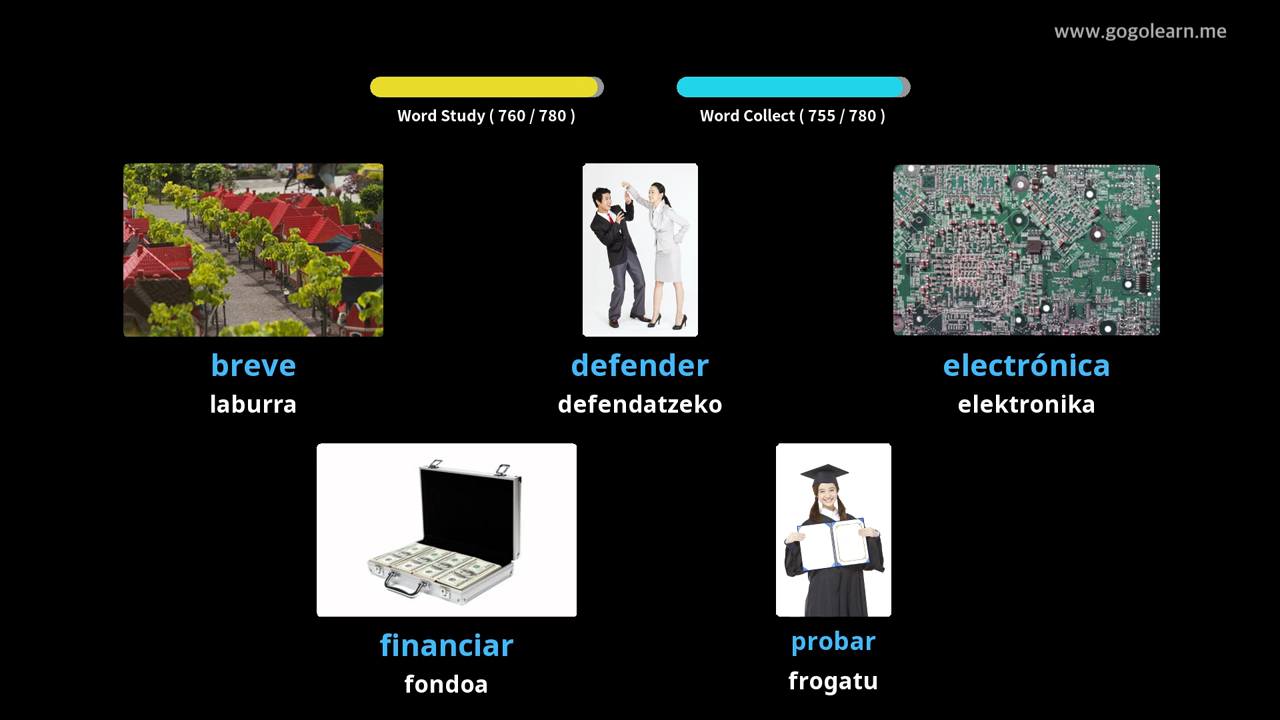 www.gogolearn.me
Word Study ( 760 / 780 )
Word Collect ( 755 / 780 )
breve
laburra
defender
defendatzeko
electrónica
elektronika
financiar
fondoa
probar
frogatu